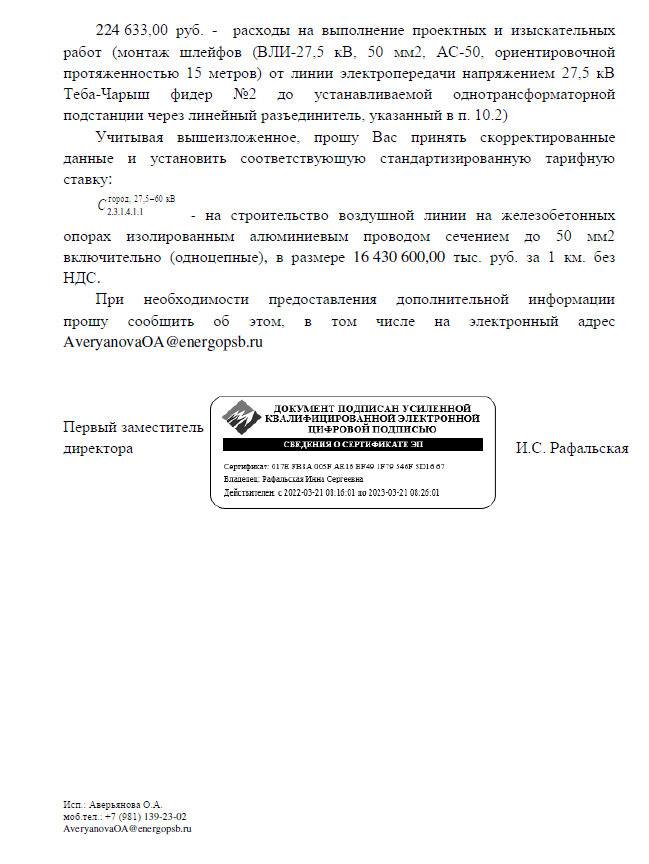 224 633,00 руб. - расходы на выполнение проектных и изыскательных
работ (монтаж шлейфов (ВЛИ-27,5 кВ, 50 мм2, АС-50, ориентировочной
протяженностью 15 метров) от линии электропередачи напряжением 27,5 кВ
Теба-Чарыш фидер №2 до устанавливаемой однотрансформаторной
подстанции через линейный разъединитель, указанный в п. 10.2)
Учитывая вышеизложенное, прошу Вас принять скорректированные
данные и установить соответствующую стандартизированную тарифную
ставку:
С город, 27,5–60 кВ 2.3.1.4.1.1 - на строительство воздушной линии на железобетонных
опорах изолированным алюминиевым проводом сечением до 50 мм2
включительно (одноцепные), в размере 16 430 600,00 тыс. руб. за 1 км. без
НДС.
При необходимости предоставления дополнительной информации
прошу сообщить об этом, в том числе на электронный адрес
AveryanovaOA@energopsb.ru
Первый заместитель
директора
ДОКУМЕНТ ПОДПИСАН УСИЛЕННОЙ
КВАЛИФИЦИРОВАННОЙ ЭЛЕКТРОННОЙ
ЦИФРОВОЙ ПОДПИСЬЮ
СВЕДЕНИЯ О СЕРТИФИКАТЕ ЭП
Сертификат: 017E
Владелец: Рафальская Инна Сергеевна
Действителен: с 2022-03-21 08:16:01 до 2023-03-21 08:26:01
И.С. Рафальская
Исп.: Аверьянова О.А.
моб.тел.: +7 (981) 139-23-02
AveryanovaOA@energopsb.ru